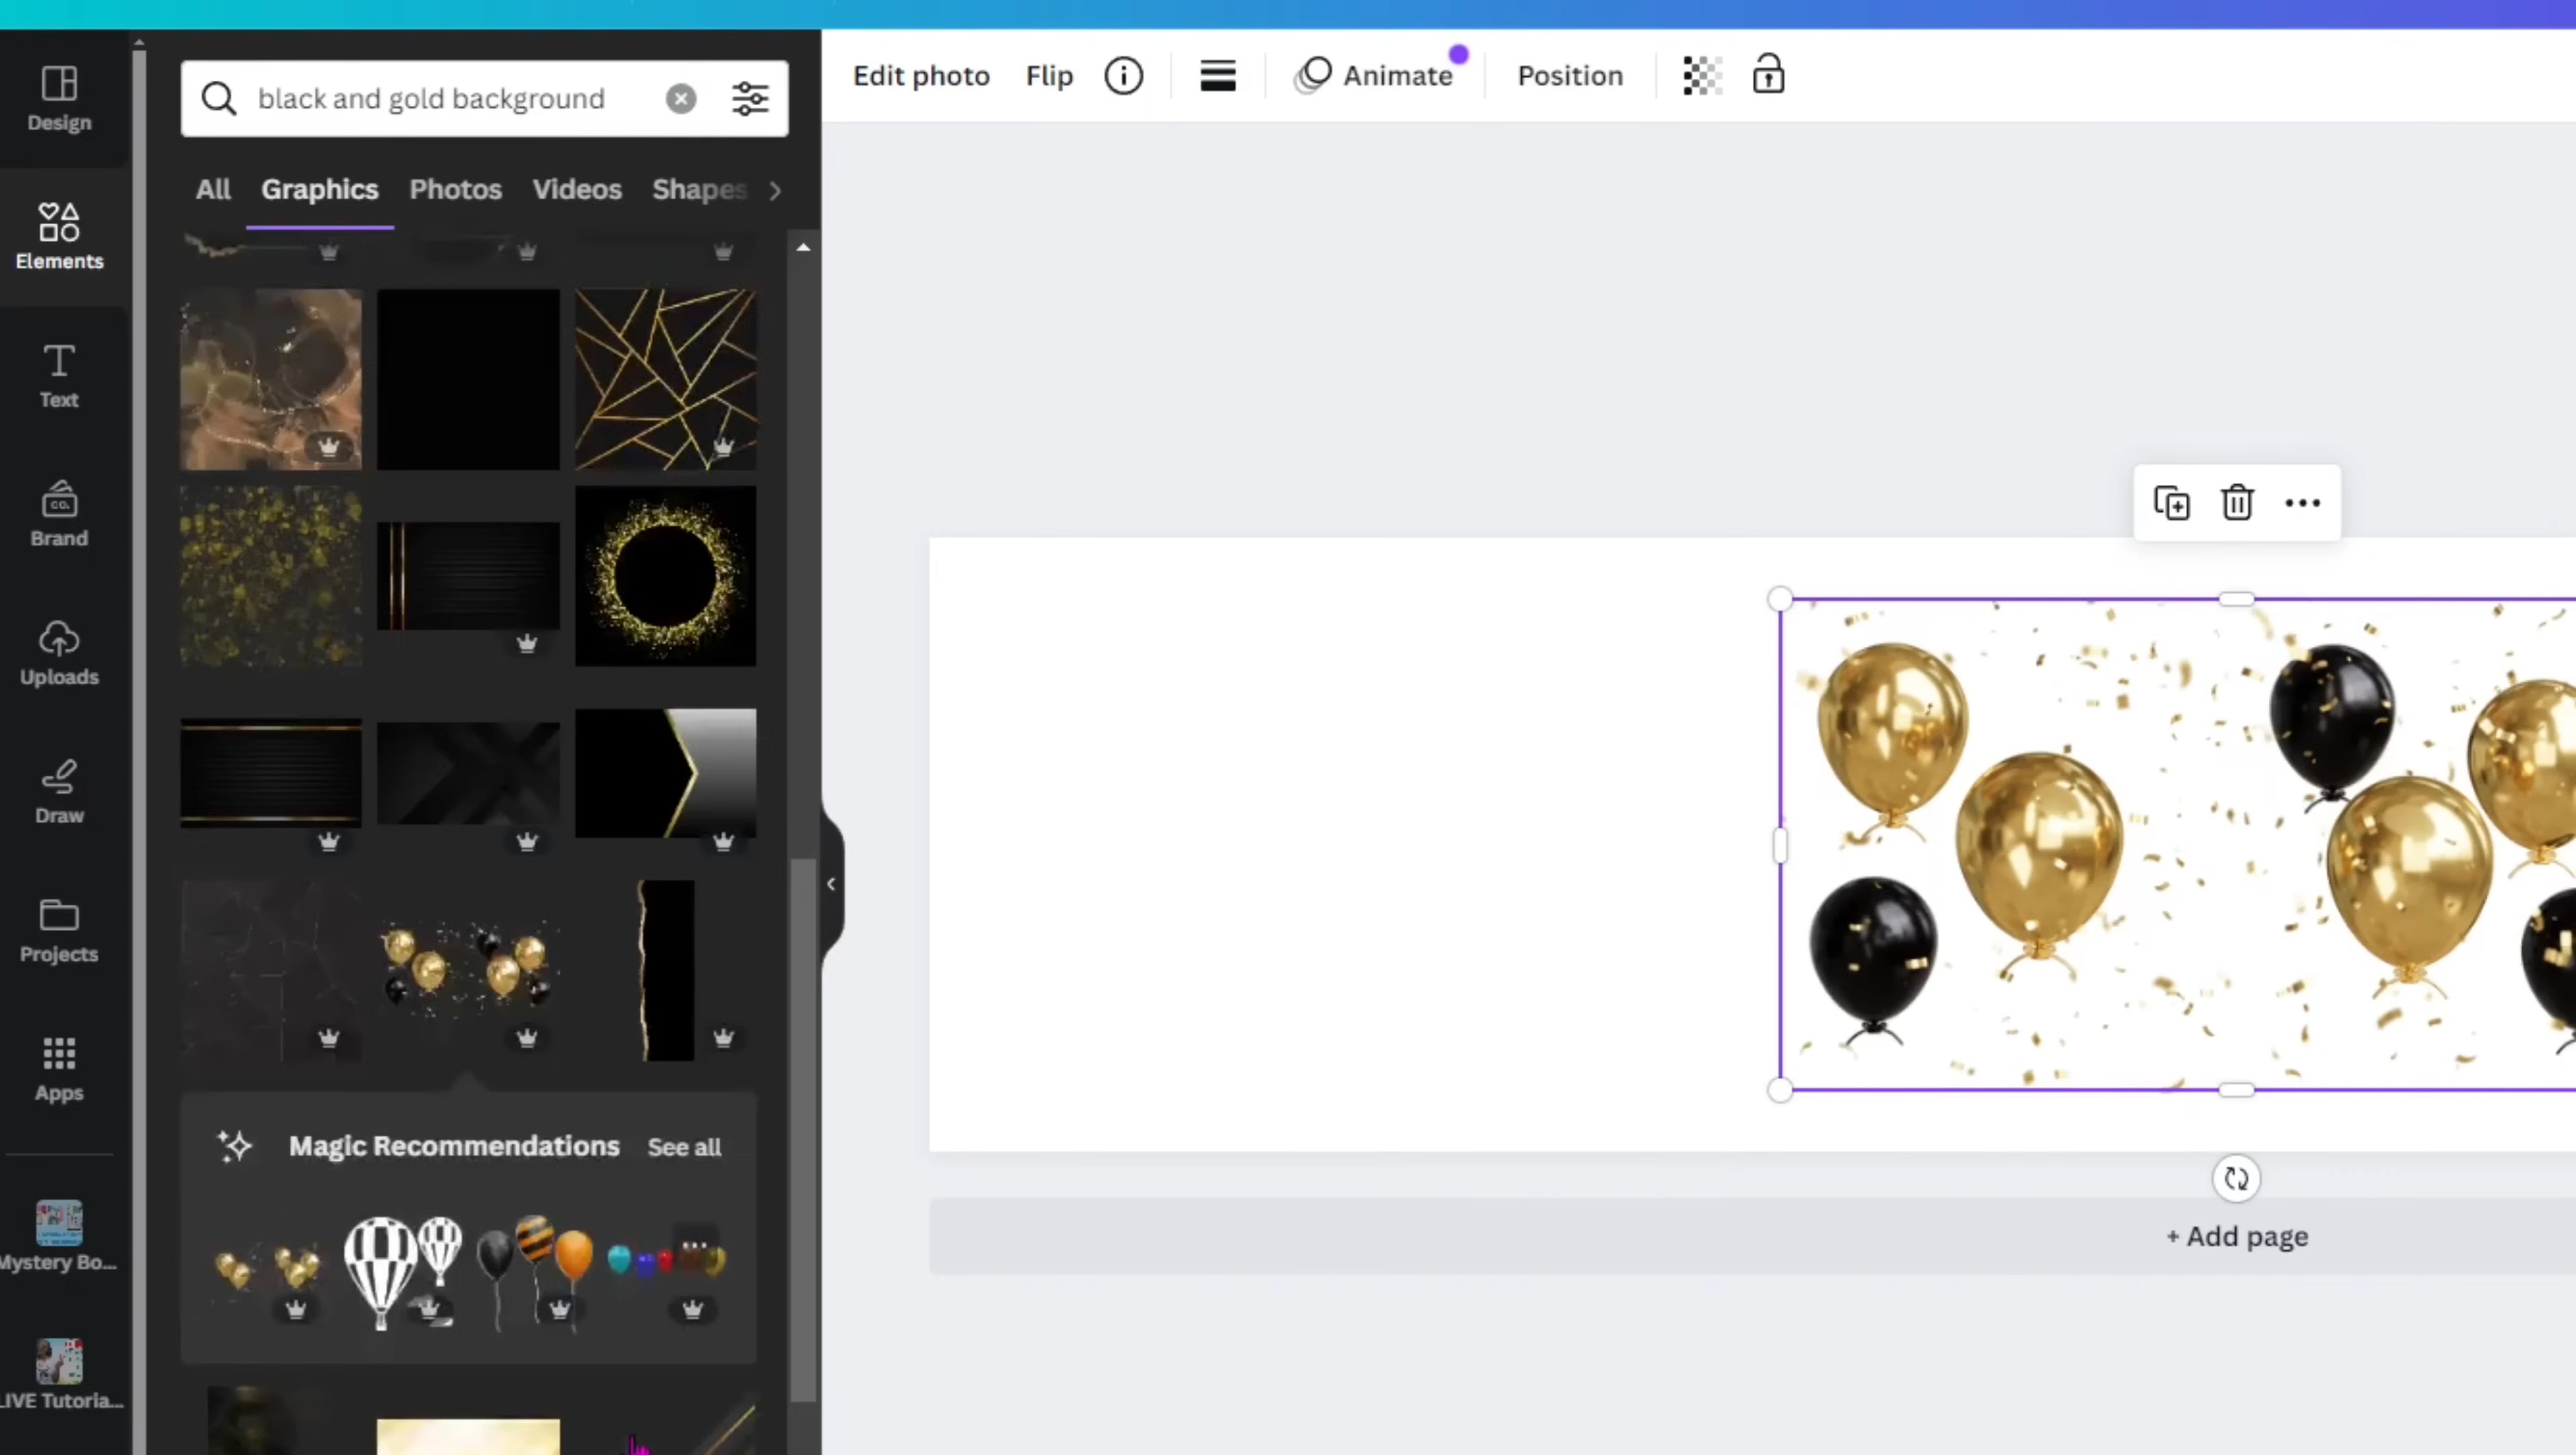 Design
Elements
Text
Brand
CO.
Uploads
Draw
Projects
Apps
Mystery Bo...
LIVE Tutoria...
black and gold background
All Graphics Photos Videos Shapes
Magic Recommendations See all
Edit photo Flip Animate Position
+ Add page